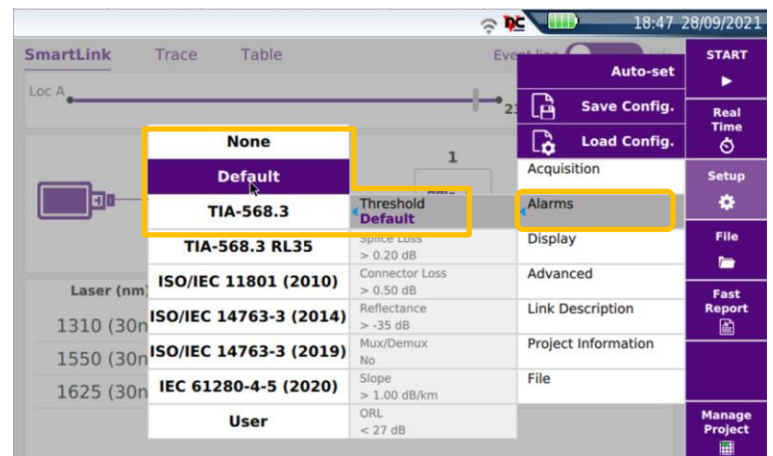 18:47 28/09/2021
SmartLink Trace Table
Loc A
1
Laser (nm)
1310 (30n
1550 (30n
1625 (30n
None
Default
TIA-568.3
TIA-568.3 RL35
ISO/IEC 11801 (2010)
ISO/IEC 14763-3 (2014)
ISO/IEC 14763-3 (2019)
IEC 61280-4-5 (2020)
User
Threshold
Default
Splice Loss
> 0.20 dB
Connector Loss
> 0.50 dB
Reflectance
> -35 dB
Mux/Demux
No
Slope
> 1.00 dB/km
ORL
< 27 dB
Auto-set
Save Config.
Load Config.
Acquisition
Alarms
Display
Advanced
Link Description
Project Information
File
START
Real
Time
Setup
File
Fast
Report
Manage
Project